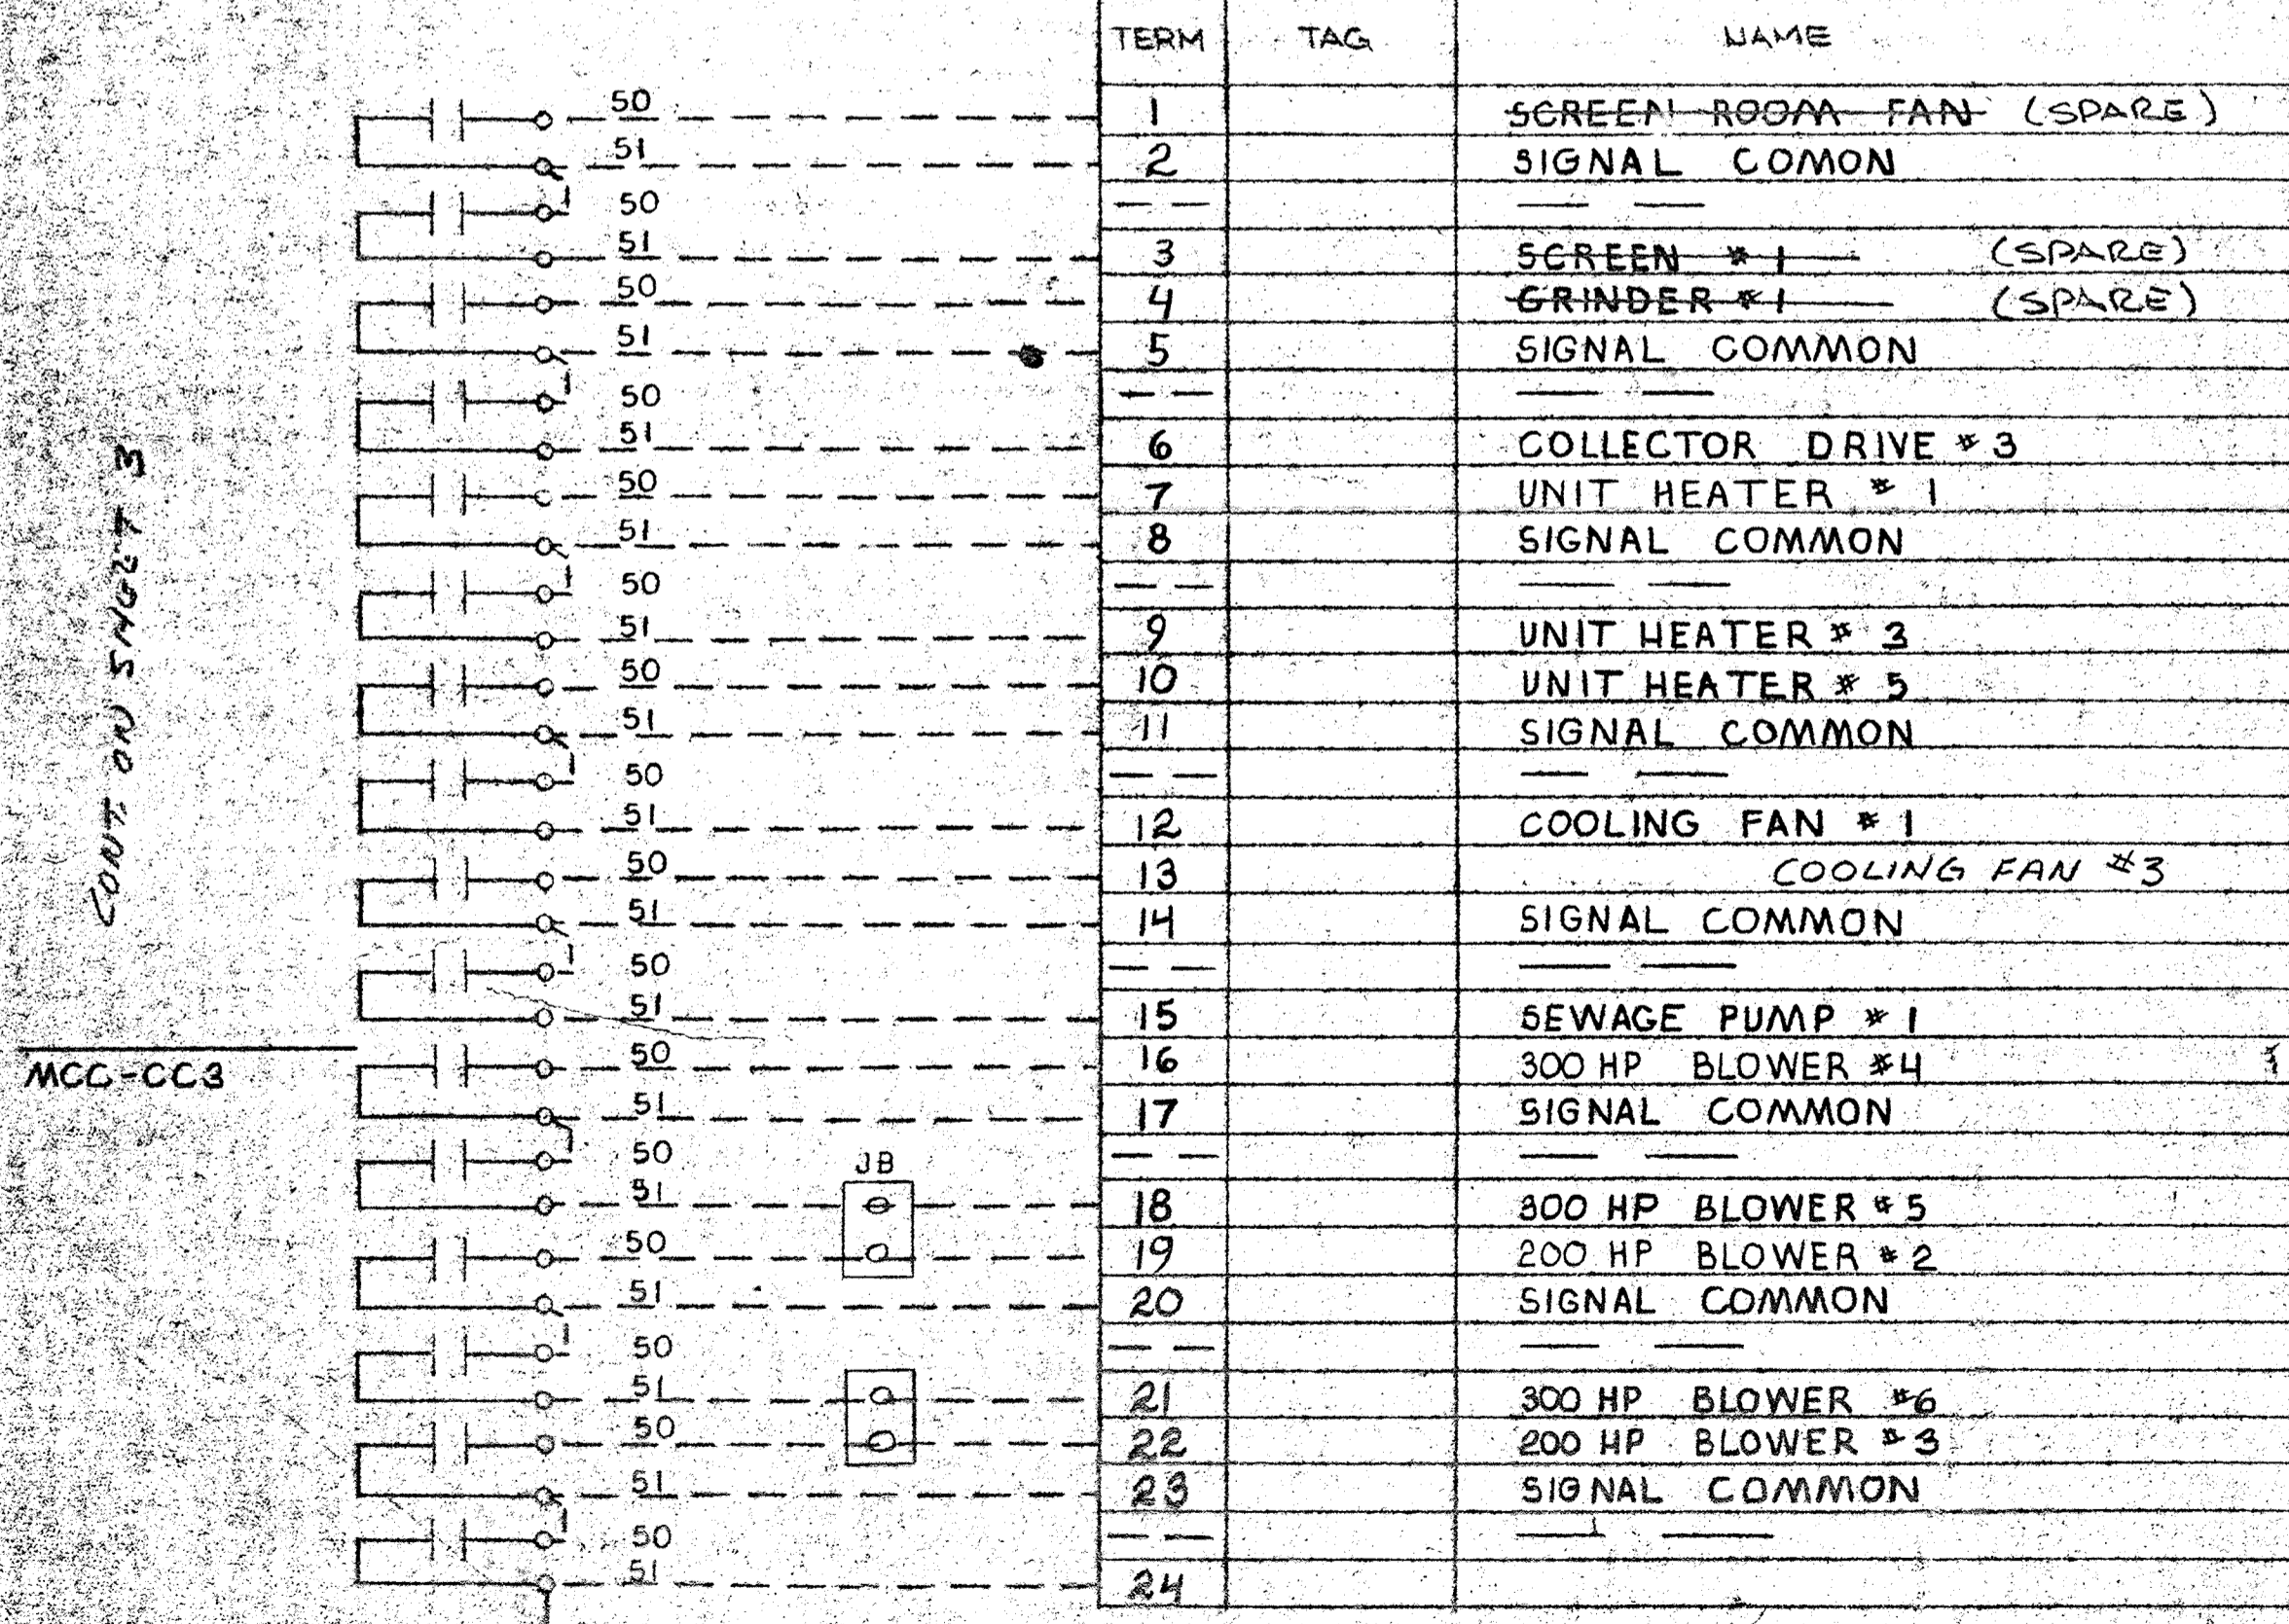 TERM TAG NAME
50 1 SCREEN ROOM FAN (SPARE)
51 2 SIGNAL COMON
50 — — — —
51 3 SCREEN #1 (SPARE)
50 4 GRINDER #1 (SPARE)
51 5 SIGNAL COMMON
50 — — — —
51 6 COLLECTOR DRIVE #3
50 7 UNIT HEATER # 1
51 8 SIGNAL COMMON
50 — — — —
51 9 UNIT HEATER # 3
50 10 UNIT HEATER # 5
51 11 SIGNAL COMMON
50 — — — —
51 12 COOLING FAN #1
50 13 COOLING FAN #3
51 14 SIGNAL COMMON
50 — — — —
51 15 SEWAGE PUMP #1
50 16 300 HP BLOWER #4
51 17 SIGNAL COMMON
50 — — — —
51 18 300 HP BLOWER #5
50 19 200 HP BLOWER #2
51 20 SIGNAL COMMON
50 — — — —
51 21 300 HP BLOWER #6
50 22 200 HP BLOWER #3
51 23 SIGNAL COMMON
50 — — — —
51 24
CONT. ON SHEET 3
MCC-CC3
JB